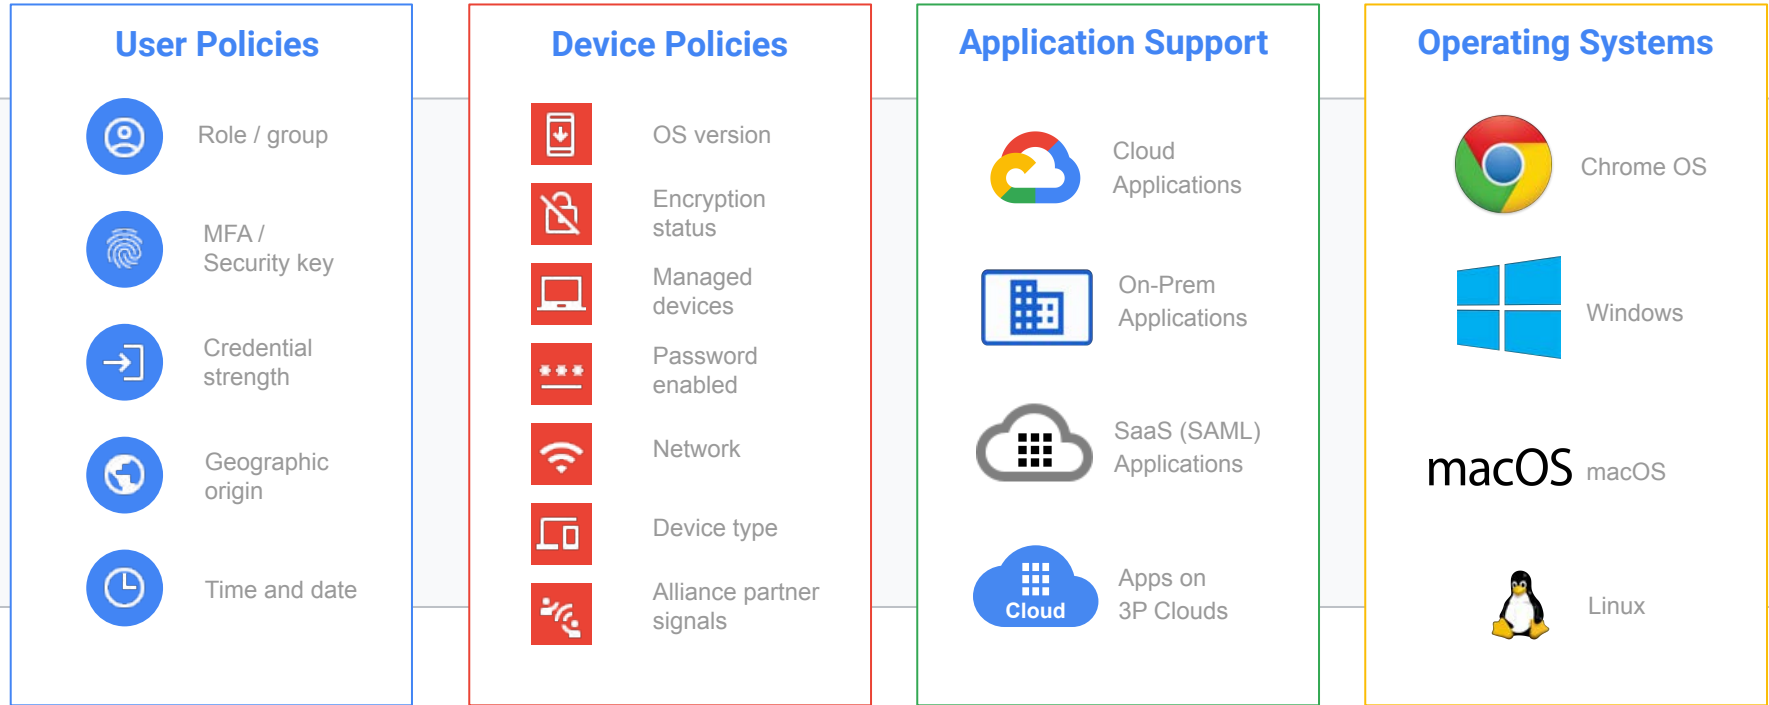 User Policies
Role / group
MFA /
Security key
Credential
strength
Geographic
origin
Time and date
Device Policies
OS version
Encryption
status
Managed
devices
Password
enabled
Network
Device type
Alliance partner
signals
Application Support
Cloud
Applications
On-Prem
Applications
SaaS (SAML)
Applications
Cloud
Apps on
3P Clouds
Operating Systems
Chrome OS
Windows
macOS macOS
Linux